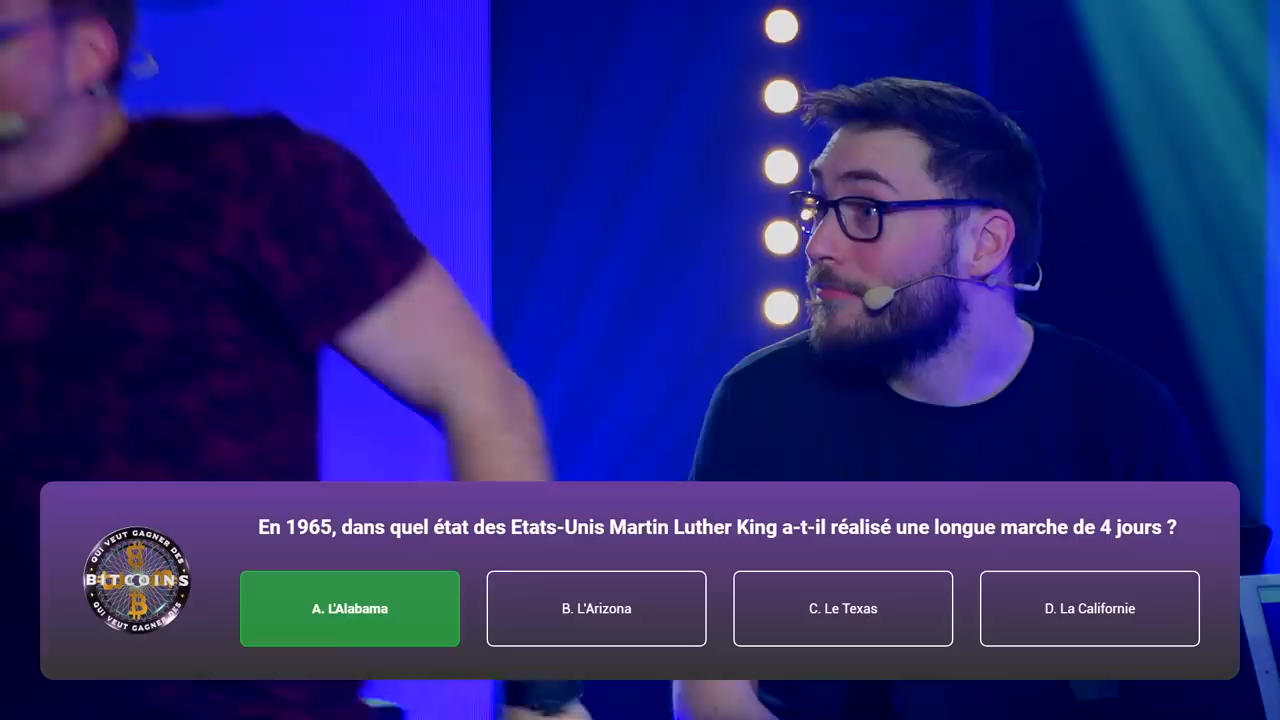 En 1965, dans quel état des Etats-Unis Martin Luther King a-t-il réalisé une longue marche de 4 jours ?
QUI VEUT GAGNER DES
BITCOINS
QUI VEUT GAGNER DES
A. L'Alabama
B. L'Arizona
C. Le Texas
D. La Californie